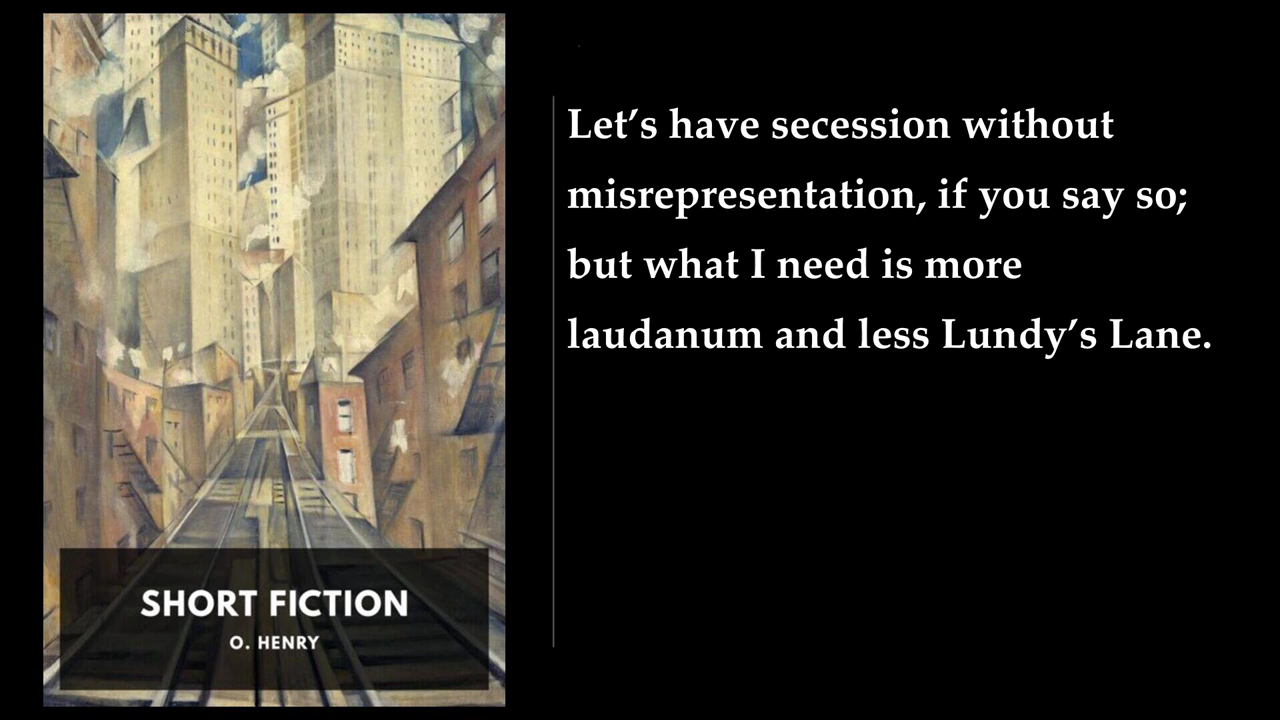 Let’s have secession without
misrepresentation, if you say so;
but what I need is more
laudanum and less Lundy’s Lane.
SHORT FICTION
O. HENRY